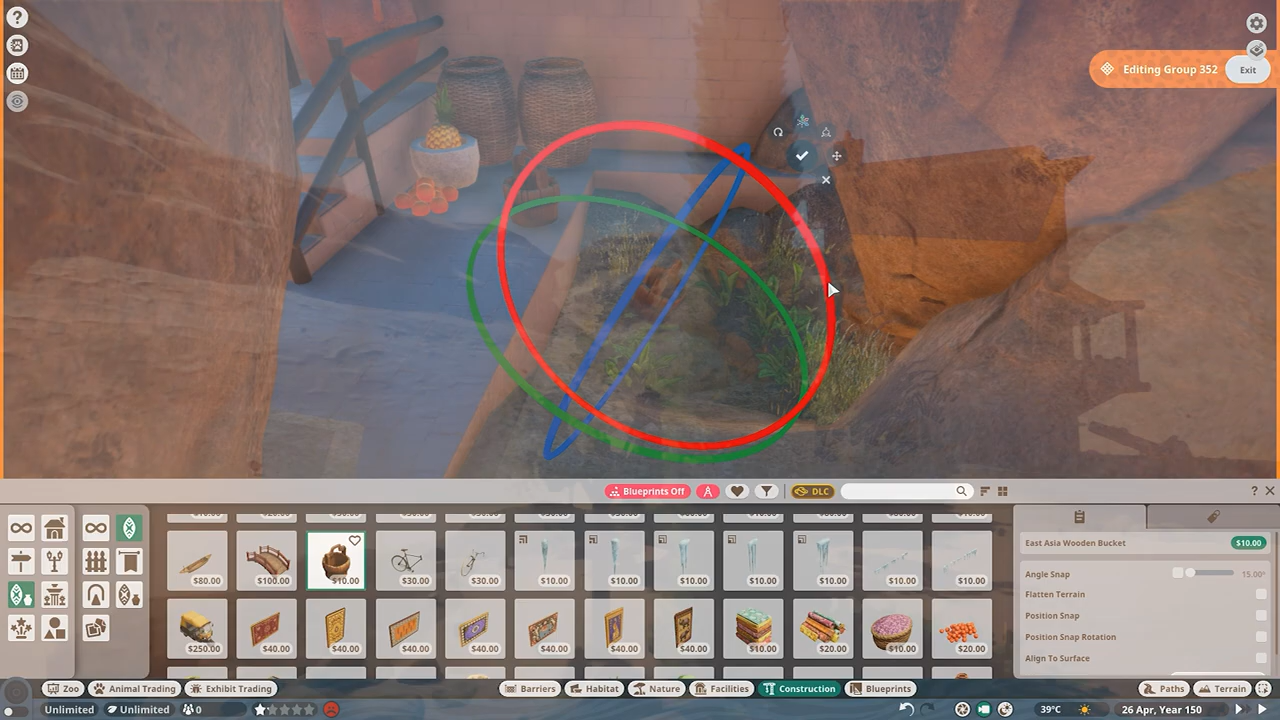 ?
Editing Group 352
Exit
Blueprints Off
DLC
? ×
$80.00 $100.00 $10.00 $30.00 $30.00 $10.00 $10.00 $10.00 $10.00 $10.00 $10.00 $10.00
East Asia Wooden Bucket $10.00
Angle Snap 15.00°
Flatten Terrain
Position Snap
Position Snap Rotation
Align To Surface
$250.00 $40.00 $40.00 $40.00 $40.00 $40.00 $40.00 $40.00 $10.00 $20.00 $10.00 $20.00
Zoo Animal Trading Exhibit Trading Barriers Habitat Nature Facilities Construction Blueprints Paths Terrain
Unlimited Unlimited 0 39°C 26 Apr, Year 150